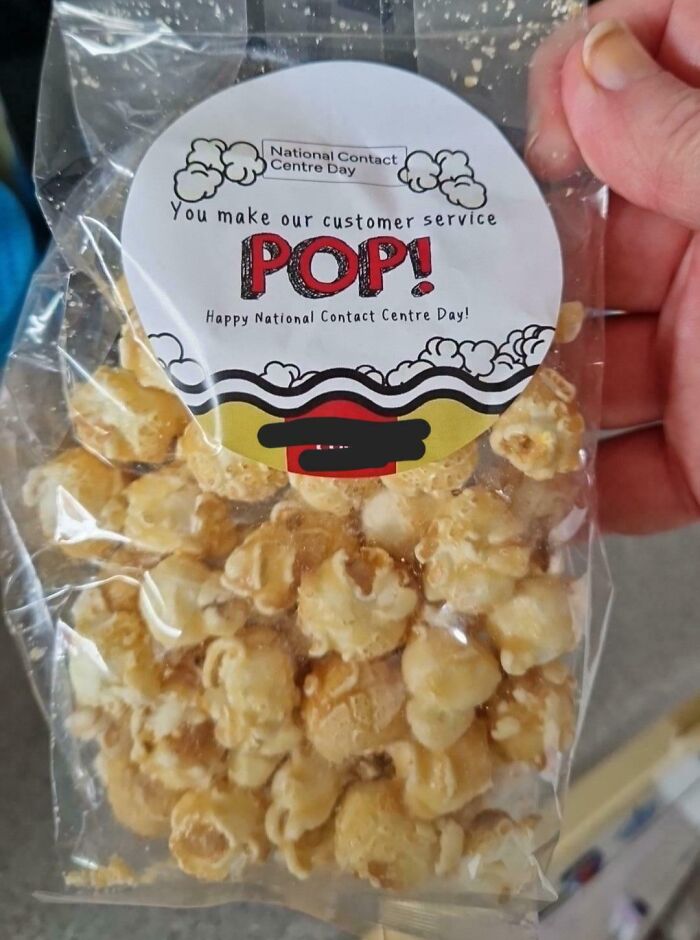 National Contact
Centre Day
You make our customer service
POP!
Happy National Contact Centre Day!